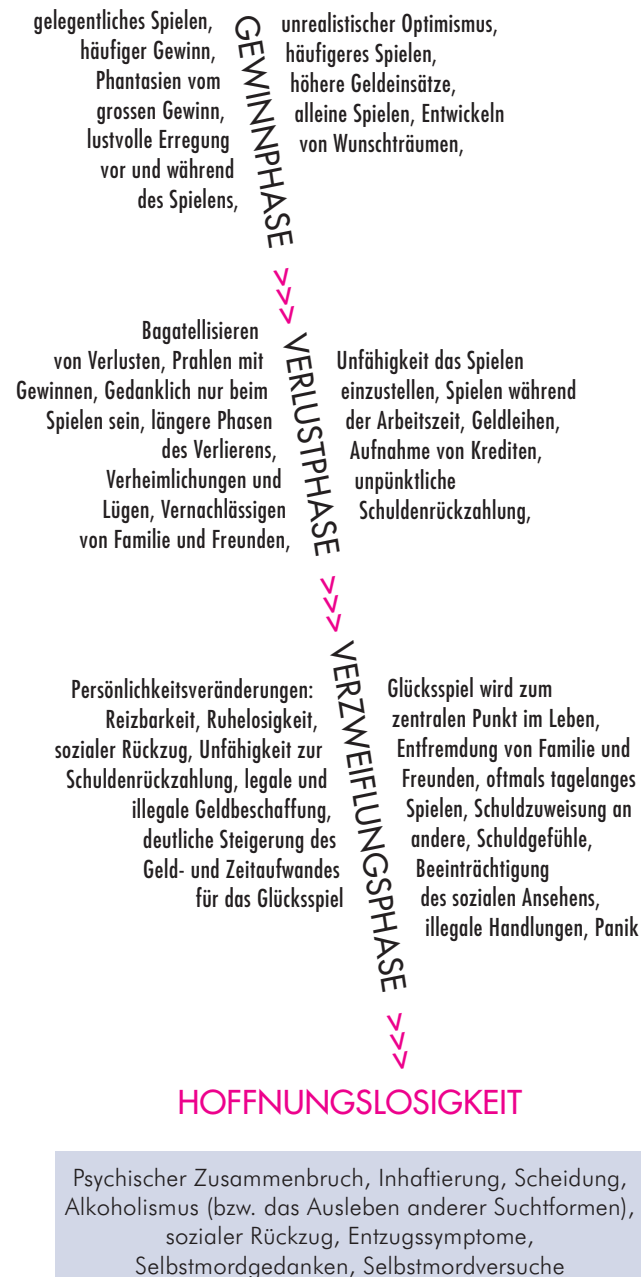 gelegentliches Spielen,
häufiger Gewinn,
Phantasien vom
grossen Gewinn,
lustvolle Erregung
vor und während
des Spielens,
GEWINNPHASE
unrealistischer Optimismus,
häufigeres Spielen,
höhere Geldeinsätze,
alleine Spielen, Entwickeln
von Wunschträumen,
>>>
Bagatellisieren
von Verlusten, Prahlen mit
Gewinnen, Gedanklich nur beim
Spielen sein, längere Phasen
des Verlierens,
Verheimlichungen und
Lügen, Vernachlässigen
von Familie und Freunden,
VERLUSTPHASE
Unfähigkeit das Spielen
einzustellen, Spielen während
der Arbeitszeit, Geldleihen,
Aufnahme von Krediten,
unpünktliche
Schuldenrückzahlung,
>>>
Persönlichkeitsveränderungen:
Reizbarkeit, Ruhelosigkeit,
sozialer Rückzug, Unfähigkeit zur
Schuldenrückzahlung, legale und
illegale Geldbeschaffung,
deutliche Steigerung des
Geld- und Zeitaufwandes
für das Glücksspiel
VERZWEIFLUNGSPHASE
Glücksspiel wird zum
zentralen Punkt im Leben,
Entfremdung von Familie und
Freunden, oftmals tagelanges
Spielen, Schuldzuweisung an
andere, Schuldgefühle,
Beeinträchtigung
des sozialen Ansehens,
illegale Handlungen, Panik
>>>
HOFFNUNGSLOSIGKEIT
Psychischer Zusammenbruch, Inhaftierung, Scheidung,
Alkoholismus (bzw. das Ausleben anderer Suchtformen),
sozialer Rückzug, Entzugssymptome,
Selbstmordgedanken, Selbstmordversuche